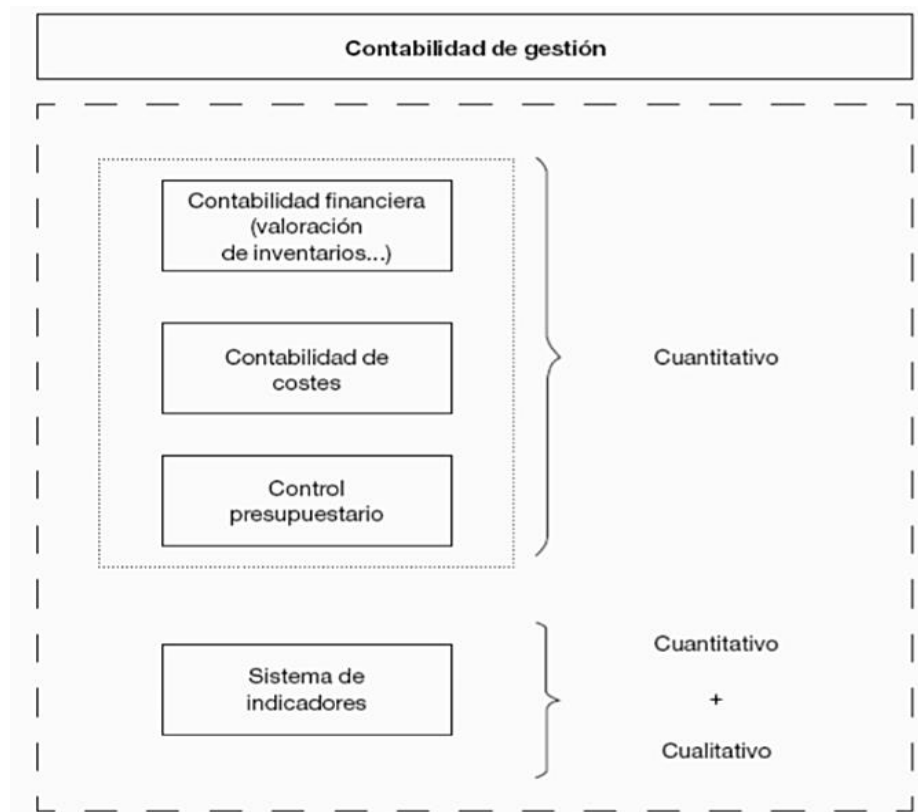 Contabilidad de gestión
Contabilidad financiera
(valoración
de inventarios...)
Contabilidad de
costes
Cuantitativo
Control
presupuestario
Sistema de
indicadores
Cuantitativo
+
Cualitativo